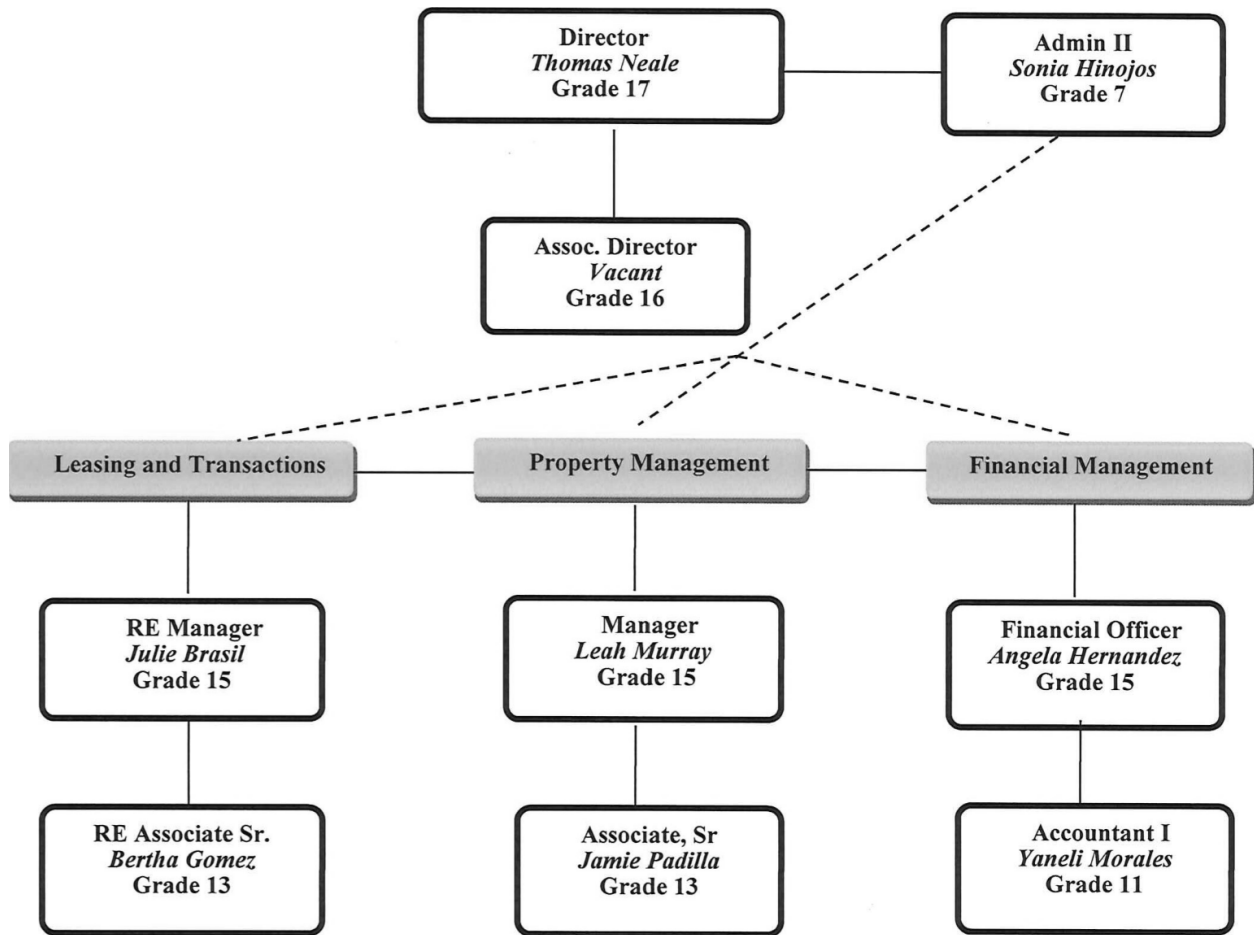 Director
Thomas Neale
Grade 17
Admin II
Sonia Hinojos
Grade 7
Assoc. Director
Vacant
Grade 16
Leasing and Transactions
Property Management
Financial Management
RE Manager
Julie Brasil
Grade 15
Manager
Leah Murray
Grade 15
Financial Officer
Angela Hernandez
Grade 15
RE Associate Sr.
Bertha Gomez
Grade 13
Associate, Sr
Jamie Padilla
Grade 13
Accountant I
Yaneli Morales
Grade 11